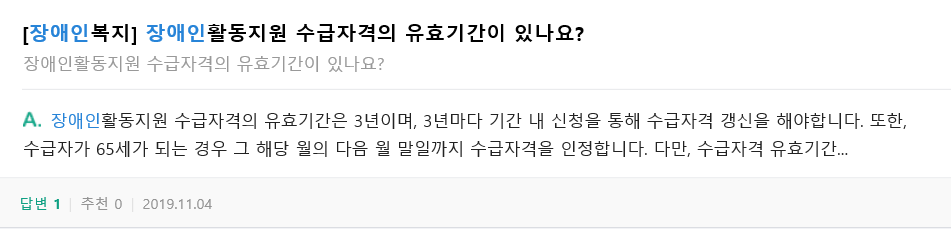 [장애인복지] 장애인활동지원 수급자격의 유효기간이 있나요?
장애인활동지원 수급자격의 유효기간이 있나요?
A. 장애인활동지원 수급자격의 유효기간은 3년이며, 3년마다 기간 내 신청을 통해 수급자격 갱신을 해야합니다. 또한,
수급자가 65세가 되는 경우 그 해당 월의 다음 월 말일까지 수급자격을 인정합니다. 다만, 수급자격 유효기간...
답변 1 | 추천 0 | 2019.11.04